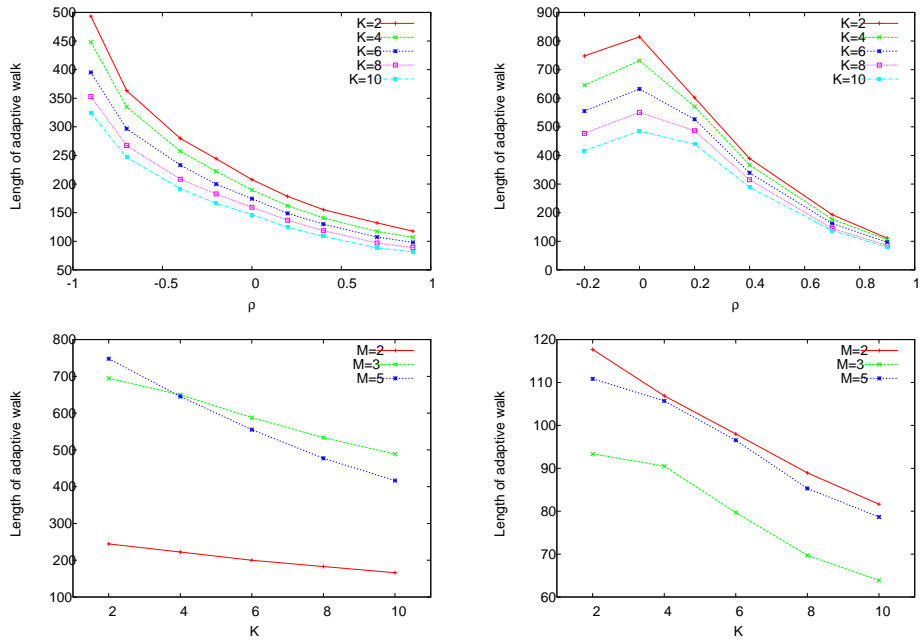 500
450
400
350
300
250
200
150
100
50
-1
-0.5
0
0.5
1
Length of adaptive walk
ρ
K=2
K=4
K=6
K=8
K=10
900
800
700
600
500
400
300
200
100
0
-0.2
0
0.2
0.4
0.6
0.8
1
Length of adaptive walk
ρ
K=2
K=4
K=6
K=8
K=10
800
700
600
500
400
300
200
100
2
4
6
8
10
Length of adaptive walk
K
M=2
M=3
M=5
120
110
100
90
80
70
60
2
4
6
8
10
Length of adaptive walk
K
M=2
M=3
M=5